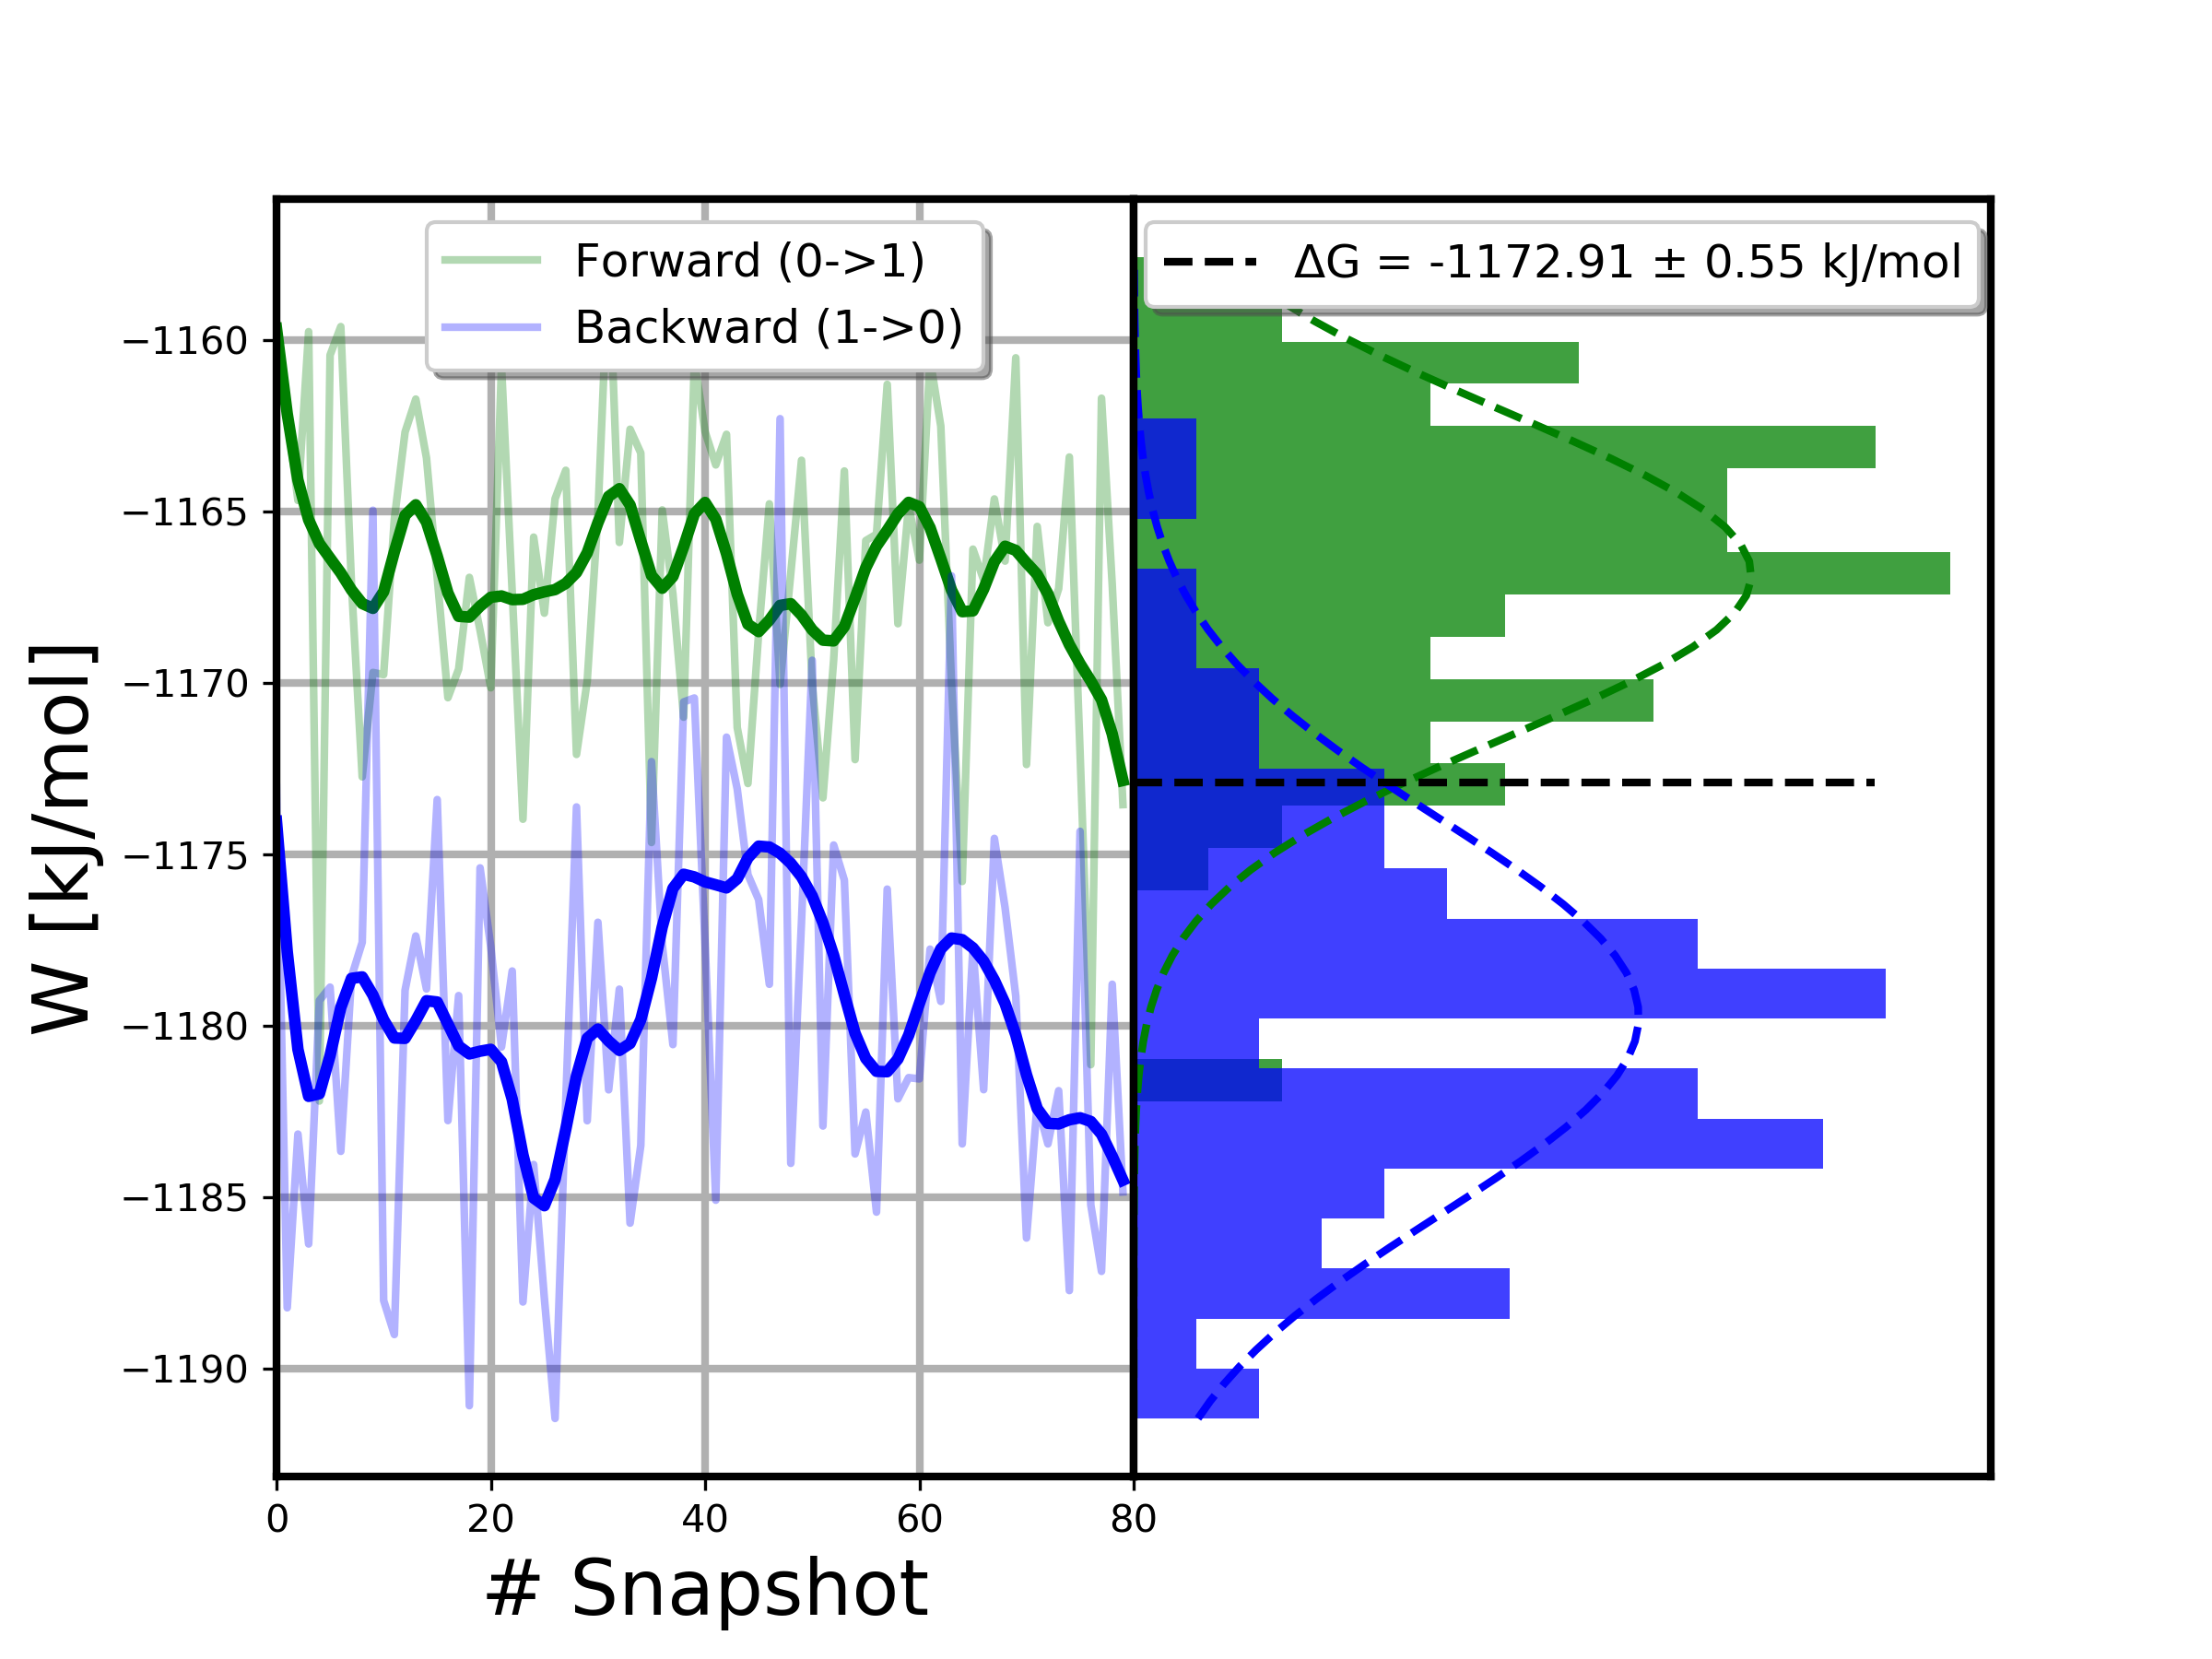 Forward (0->1)
Backward (1->0)
ΔG = -1172.91 ± 0.55 kJ/mol
W [kJ/mol]
−1160
−1165
−1170
−1175
−1180
−1185
−1190
0 20 40 60 80
# Snapshot